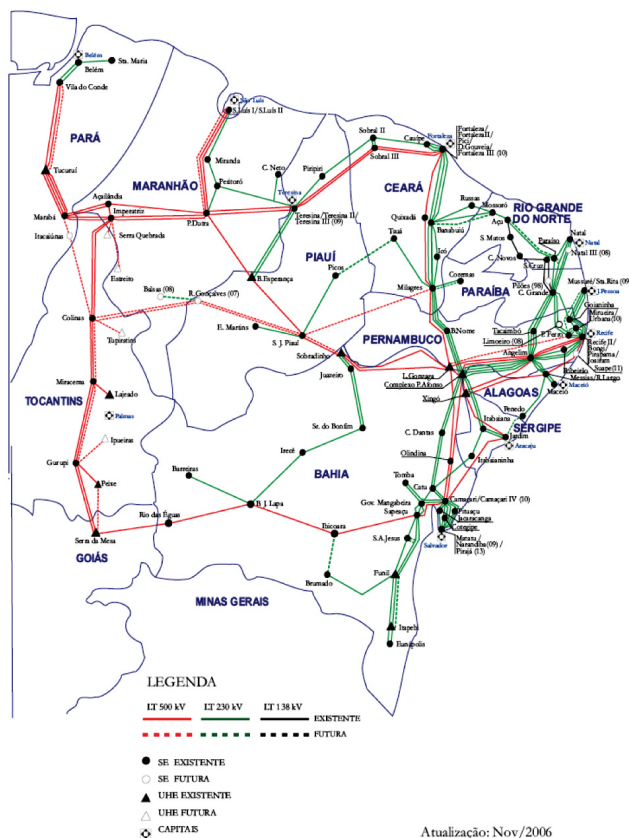 Belém
Sta. Maria
Belém
Vila do Conde
São Luís
S.Luís I/S.Luís II
PARÁ
Sobral II
Cauípe
Fortaleza
Fortaleza/
FortalezaII/
Pici/
D.Gouveia/
Fortaleza III (10)
Miranda
Sobral III
Tucuruí
C. Neto
Piripiri
MARANHÃO
Peritoró
CEARÁ
Açailândia
Teresina
Russas
Mossoró
RIO GRANDE
DO NORTE
Marabá
Imperatriz
P.Dutra
Teresina/Teresina II/
Teresina III (09)
Quixadá
Açu
Banabuiú
Natal
Itacaiúnas
Serra Quebrada
S.Matos
Paraíso
Natal
Natal III (08)
PIAUÍ
Tauá
Icó
C. Novos
S.Cruz
Estreito
B.Esperança
Picos
Coremas
Pilões (98)
Mussuré/Sta.Rita (09)
J.Pessoa
Balsas (08)
R.Gonçalves (07)
Milagres
PARAÍBA
C. Grande
Goianinha
Mirueira/
Urbana(10)
Colinas
E. Martins
B.Nome
Tacaimbó
P. Ferro
Recife
Tupiratins
S. J. Piauí
PERNAMBUCO
Limoeiro (08)
Recife II/
Bongi/
Pirapama/
Joairam
Sobradinho
Angelim
Suape(11)
Juazeiro
L.Gonzaga
Ribeirão
Miracema
Complexo P.Afonso
Messias/R.Largo
Lajeado
Xingó
ALAGOAS
Maceió
Maceió
TOCANTINS
Penedo
Palmas
Itabaiana
SERGIPE
Sr. do Bonfim
C. Dantas
Jardim
Ipueiras
Aracaju
Irecê
Olindina
Itabaianinha
Gurupi
BAHIA
Barreiras
Tomba
Catu
Peixe
B. J. Lapa
Gov. Mangabeira
Camaçari/Camaçari IV (10)
Rio das Éguas
Sapeaçu
Pituaçu
Jacaracanga
Ibicoara
Cotegipe
Serra da Mesa
S.A.Jesus
Matatu/
Narandiba(09)/
Pirajá (13)
GOIÁS
Salvador
Brumado
Funil
MINAS GERAIS
Itapebi
Eunápolis
LEGENDA
LT 500 kV
LT 230 kV
LT 138 kV
EXISTENTE
FUTURA
SE EXISTENTE
SE FUTURA
UHE EXISTENTE
UHE FUTURA
CAPITAIS
Atualização: Nov/2006